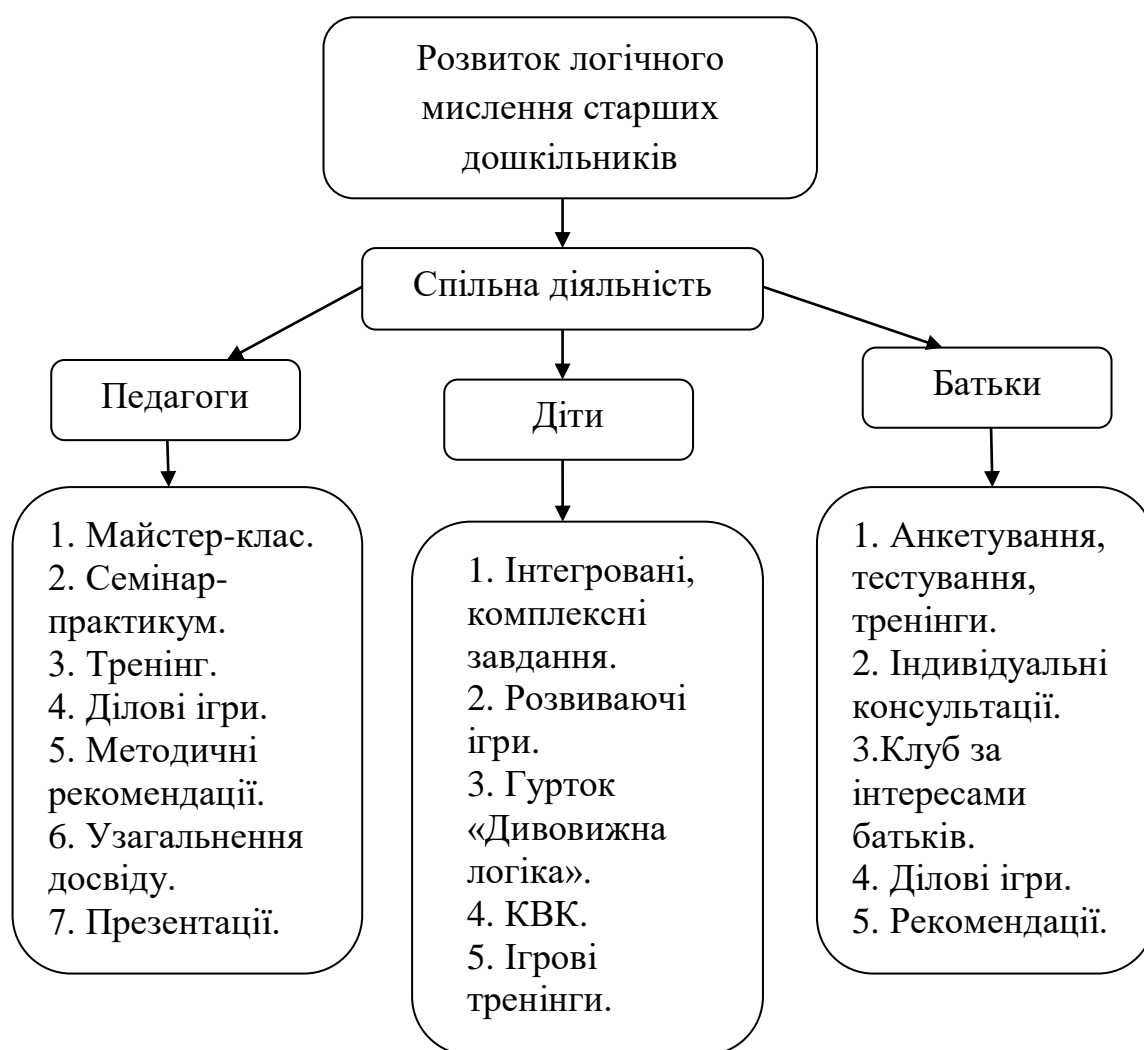 Розвиток логічного
мислення старших
дошкільників
Спільна діяльність
Педагоги
Діти
Батьки
1. Майстер-клас.
2. Семінар-
практикум.
3. Тренінг.
4. Ділові ігри.
5. Методичні
рекомендації.
6. Узагальнення
досвіду.
7. Презентації.
1. Інтегровані,
комплексні
завдання.
2. Розвиваючі
ігри.
3. Гурток
«Дивовижна
логіка».
4. КВК.
5. Ігрові
тренінги.
1. Анкетування,
тестування,
тренінги.
2. Індивідуальні
консультації.
3.Клуб за
інтересами
батьків.
4. Ділові ігри.
5. Рекомендації.